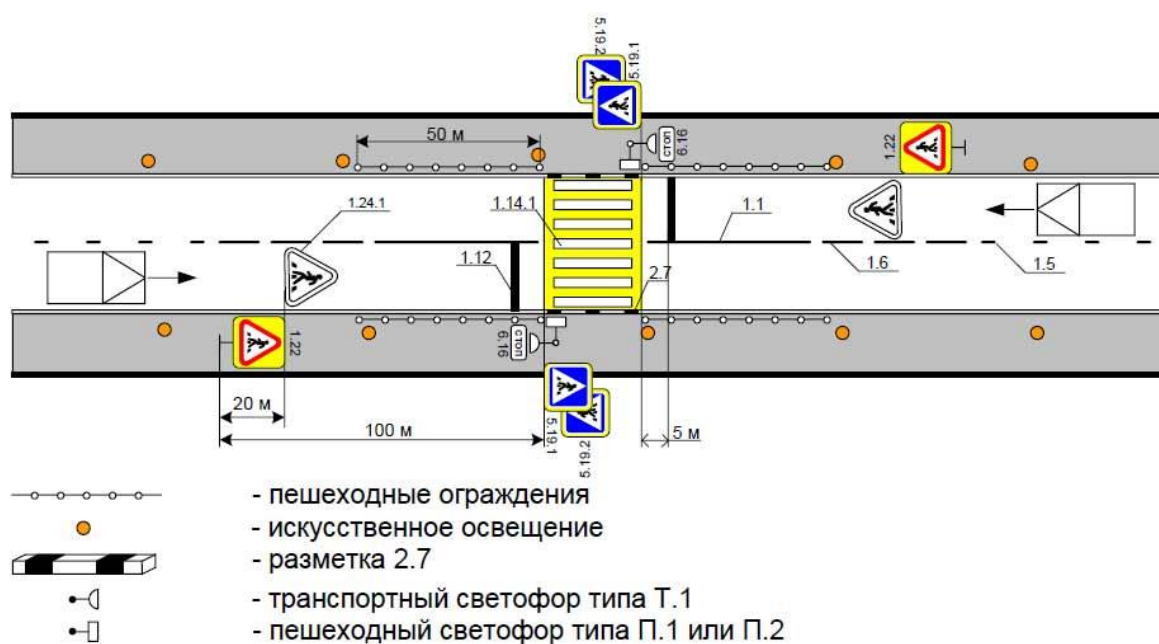 5.19.2
5.19.1
50 м
стоп
6.16
1.22
1.24.1
1.14.1
1.1
1.12
2.7
1.6
1.5
1.22
стоп
6.16
20 м
100 м
5.19.1
5.19.2
5 м
- пешеходные ограждения
- искусственное освещение
- разметка 2.7
- транспортный светофор типа Т.1
- пешеходный светофор типа П.1 или П.2